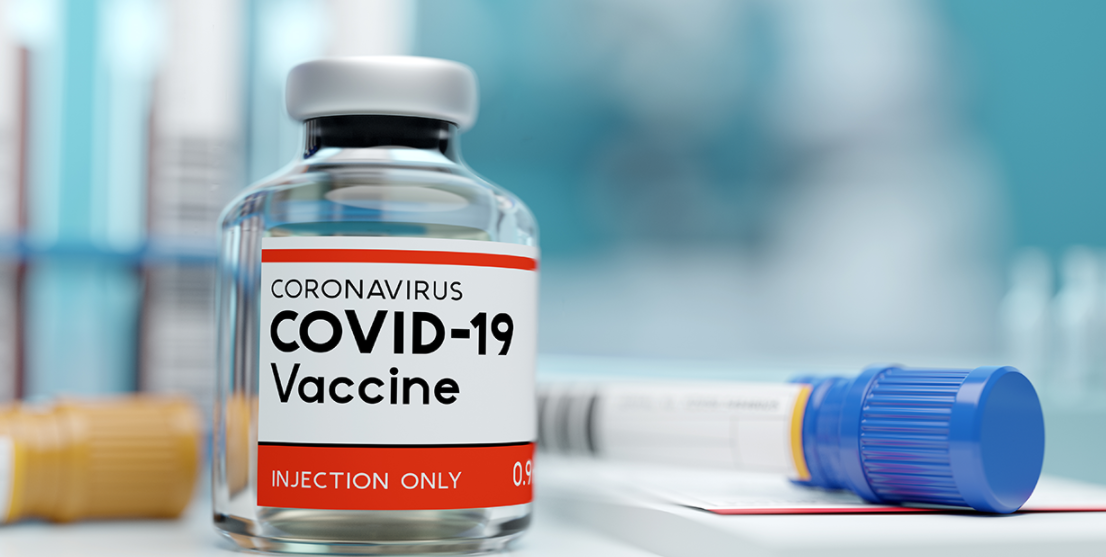 CORONAVIRUS
COVID-19
Vaccine
INJECTION ONLY 0.9